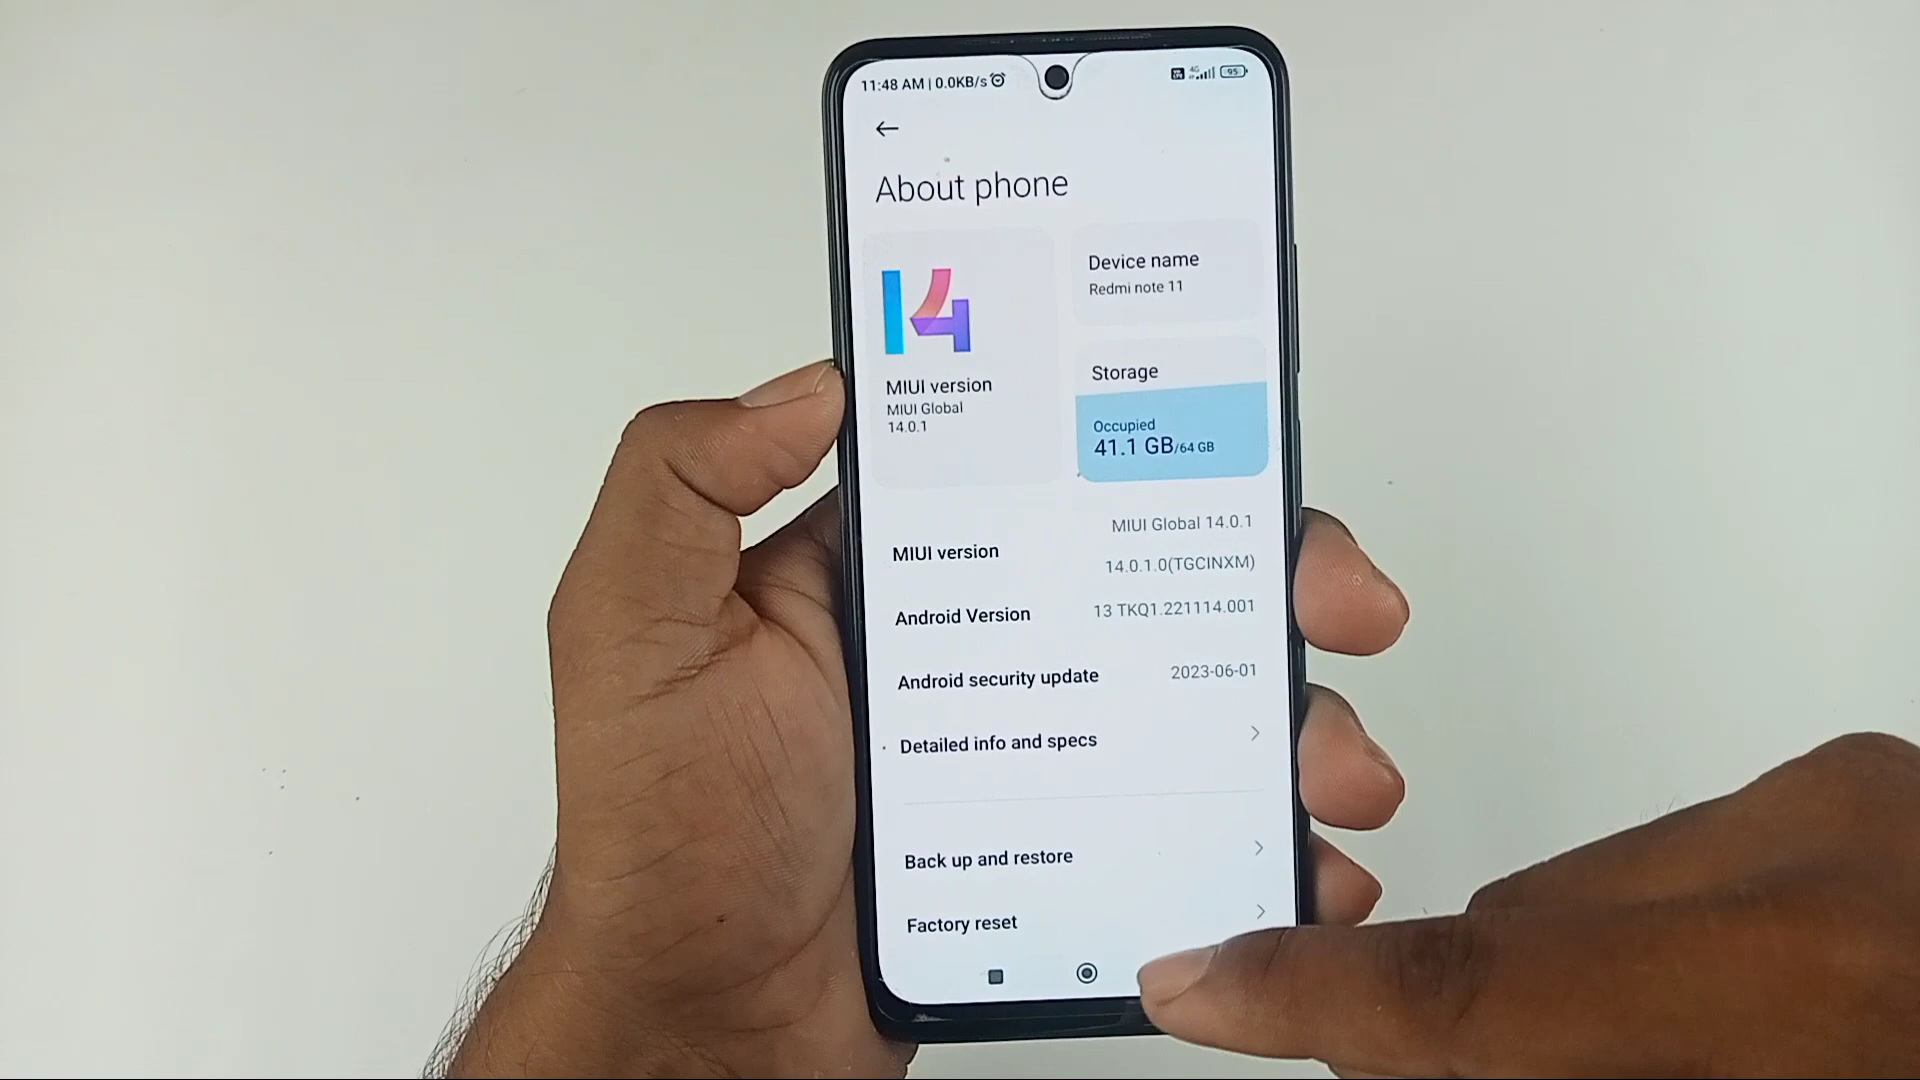 11:48 AM | 0.0KB/s
4G
95
About phone
14
MIUI version
MIUI Global
14.0.1
Device name
Redmi note 11
Storage
Occupied
41.1 GB/64 GB
MIUI version
MIUI Global 14.0.1
14.0.1.0(TGCINXM)
Android Version
13 TKQ1.221114.001
Android security update
2023-06-01
Detailed info and specs
Back up and restore
Factory reset